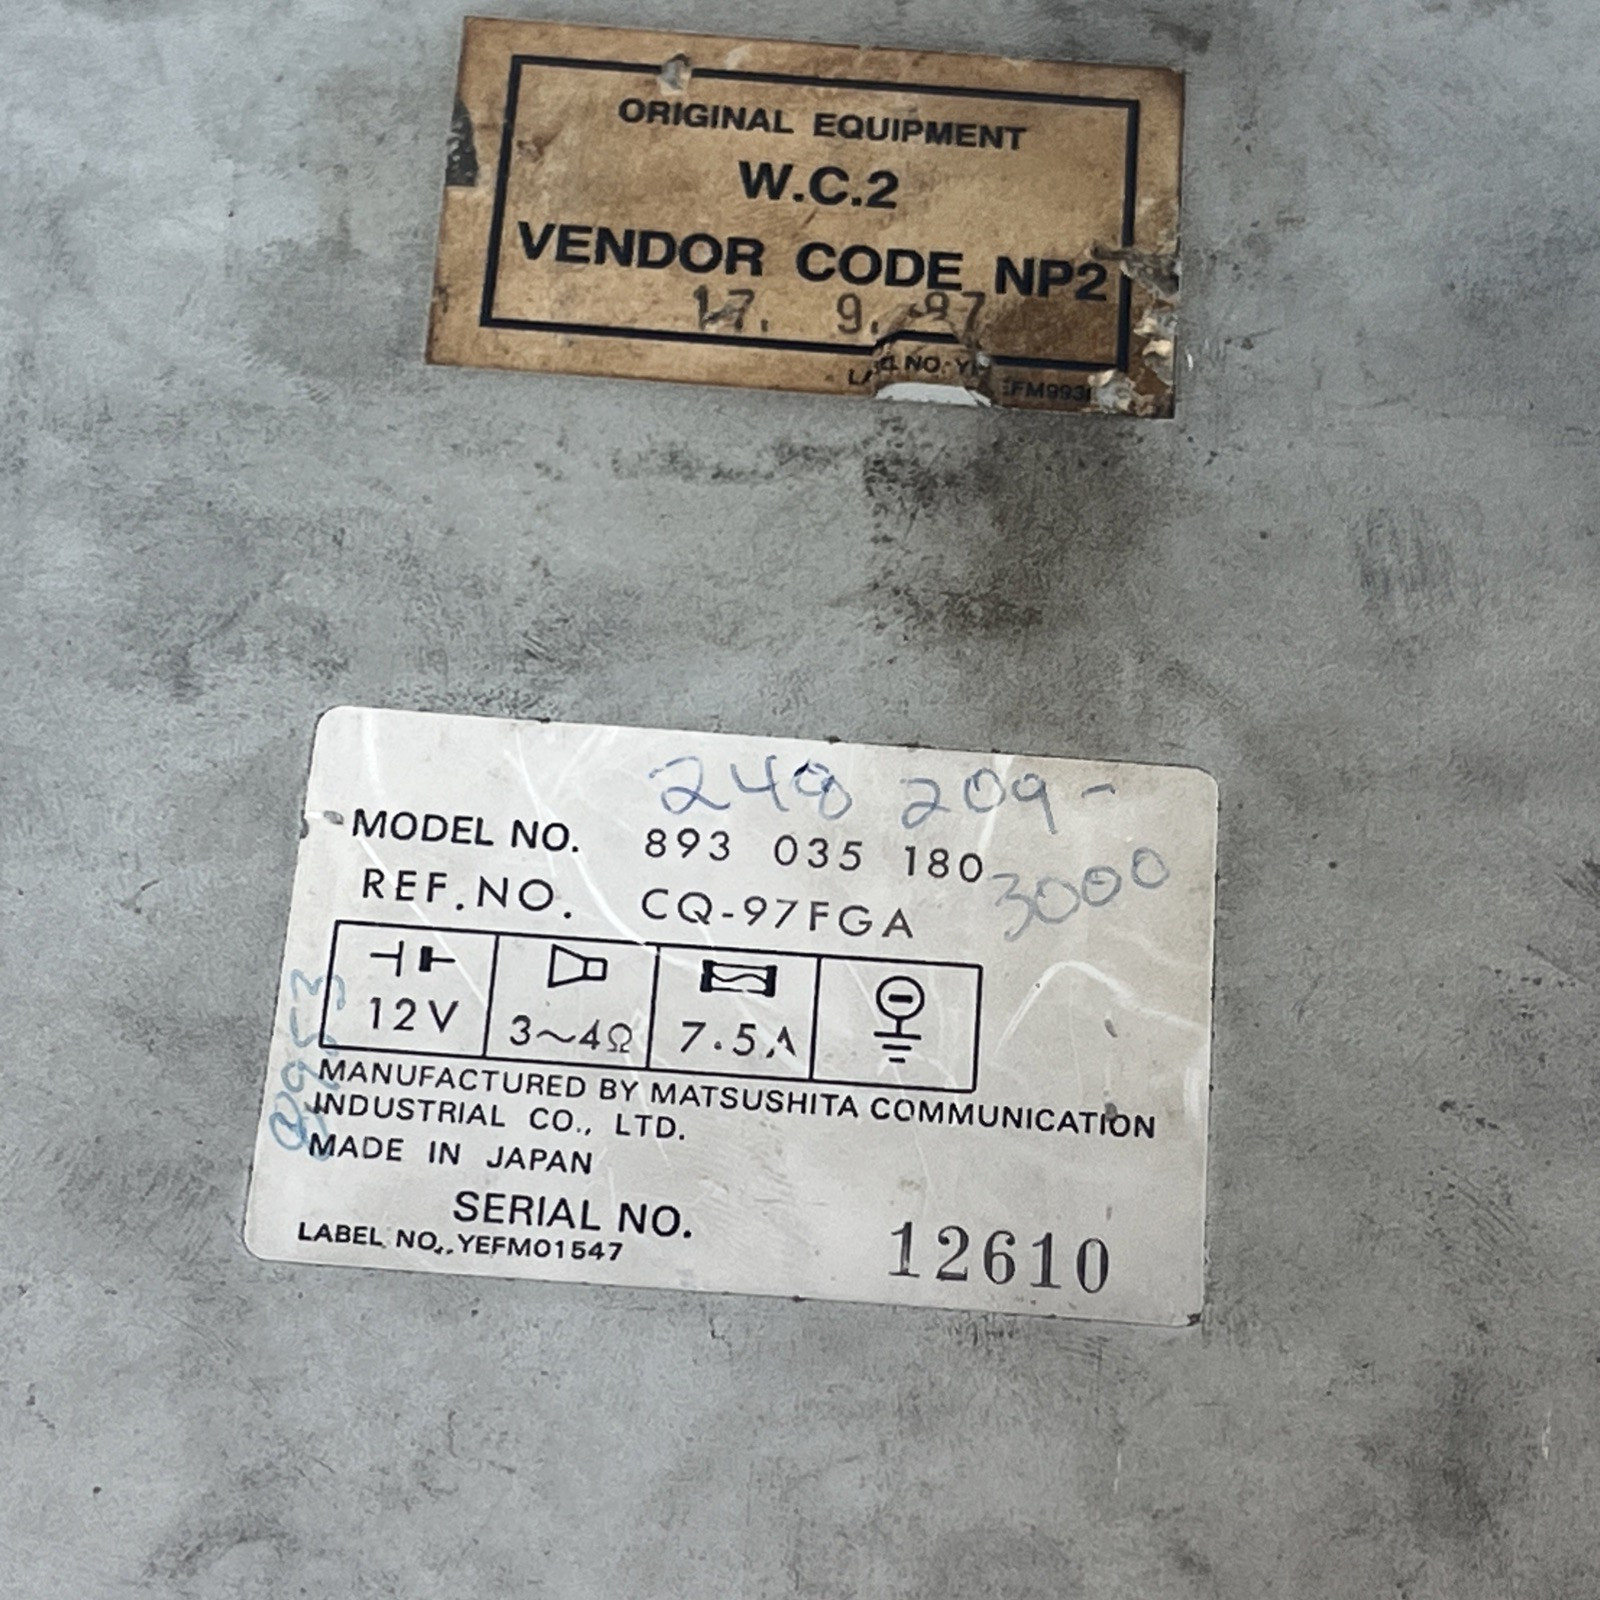 ORIGINAL EQUIPMENT
W.C.2
VENDOR CODE NP2
17. 9. 97
NO.
248 209-
MODEL NO. 893 035 180
3000
REF.NO. CQ-97FGA
12V 3~4Ω 7.5A
MANUFACTURED BY MATSUSHITA COMMUNICATION
INDUSTRIAL CO., LTD.
MADE IN JAPAN
SERIAL NO. 12610
LABEL NO. YEFM01547